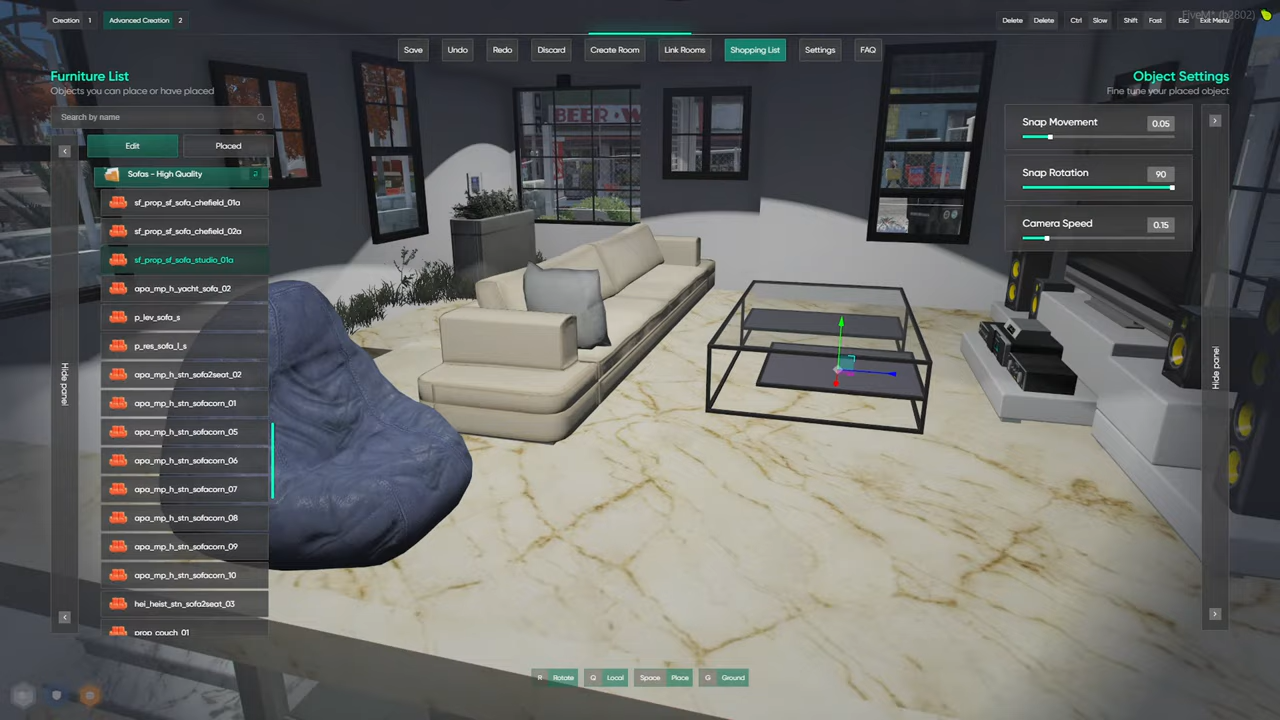 Creation 1 Advanced Creation 2
Delete Delete Ctrl Slow Shift Fast Esc Exit Menu
FiveM* (b2802)
Save Undo Redo Discard Create Room Link Rooms Shopping List Settings FAQ
Furniture List
Objects you can place or have placed
Search by name
Edit Placed
Sofas - High Quality
sf_prop_sf_sofa_chefield_01a
sf_prop_sf_sofa_chefield_02a
sf_prop_sf_sofa_studio_01a
apa_mp_h_yacht_sofa_02
p_lev_sofa_s
p_res_sofa_l_s
apa_mp_h_stn_sofa2seat_02
apa_mp_h_stn_sofacorn_01
apa_mp_h_stn_sofacorn_05
apa_mp_h_stn_sofacorn_06
apa_mp_h_stn_sofacorn_07
apa_mp_h_stn_sofacorn_08
apa_mp_h_stn_sofacorn_09
apa_mp_h_stn_sofacorn_10
hei_heist_stn_sofa2seat_03
prop_couch_01
Hide panel
BEER
Object Settings
Fine tune your placed object
Snap Movement 0.05
Snap Rotation 90
Camera Speed 0.15
Hide panel
R Rotate Q Local Space Place G Ground